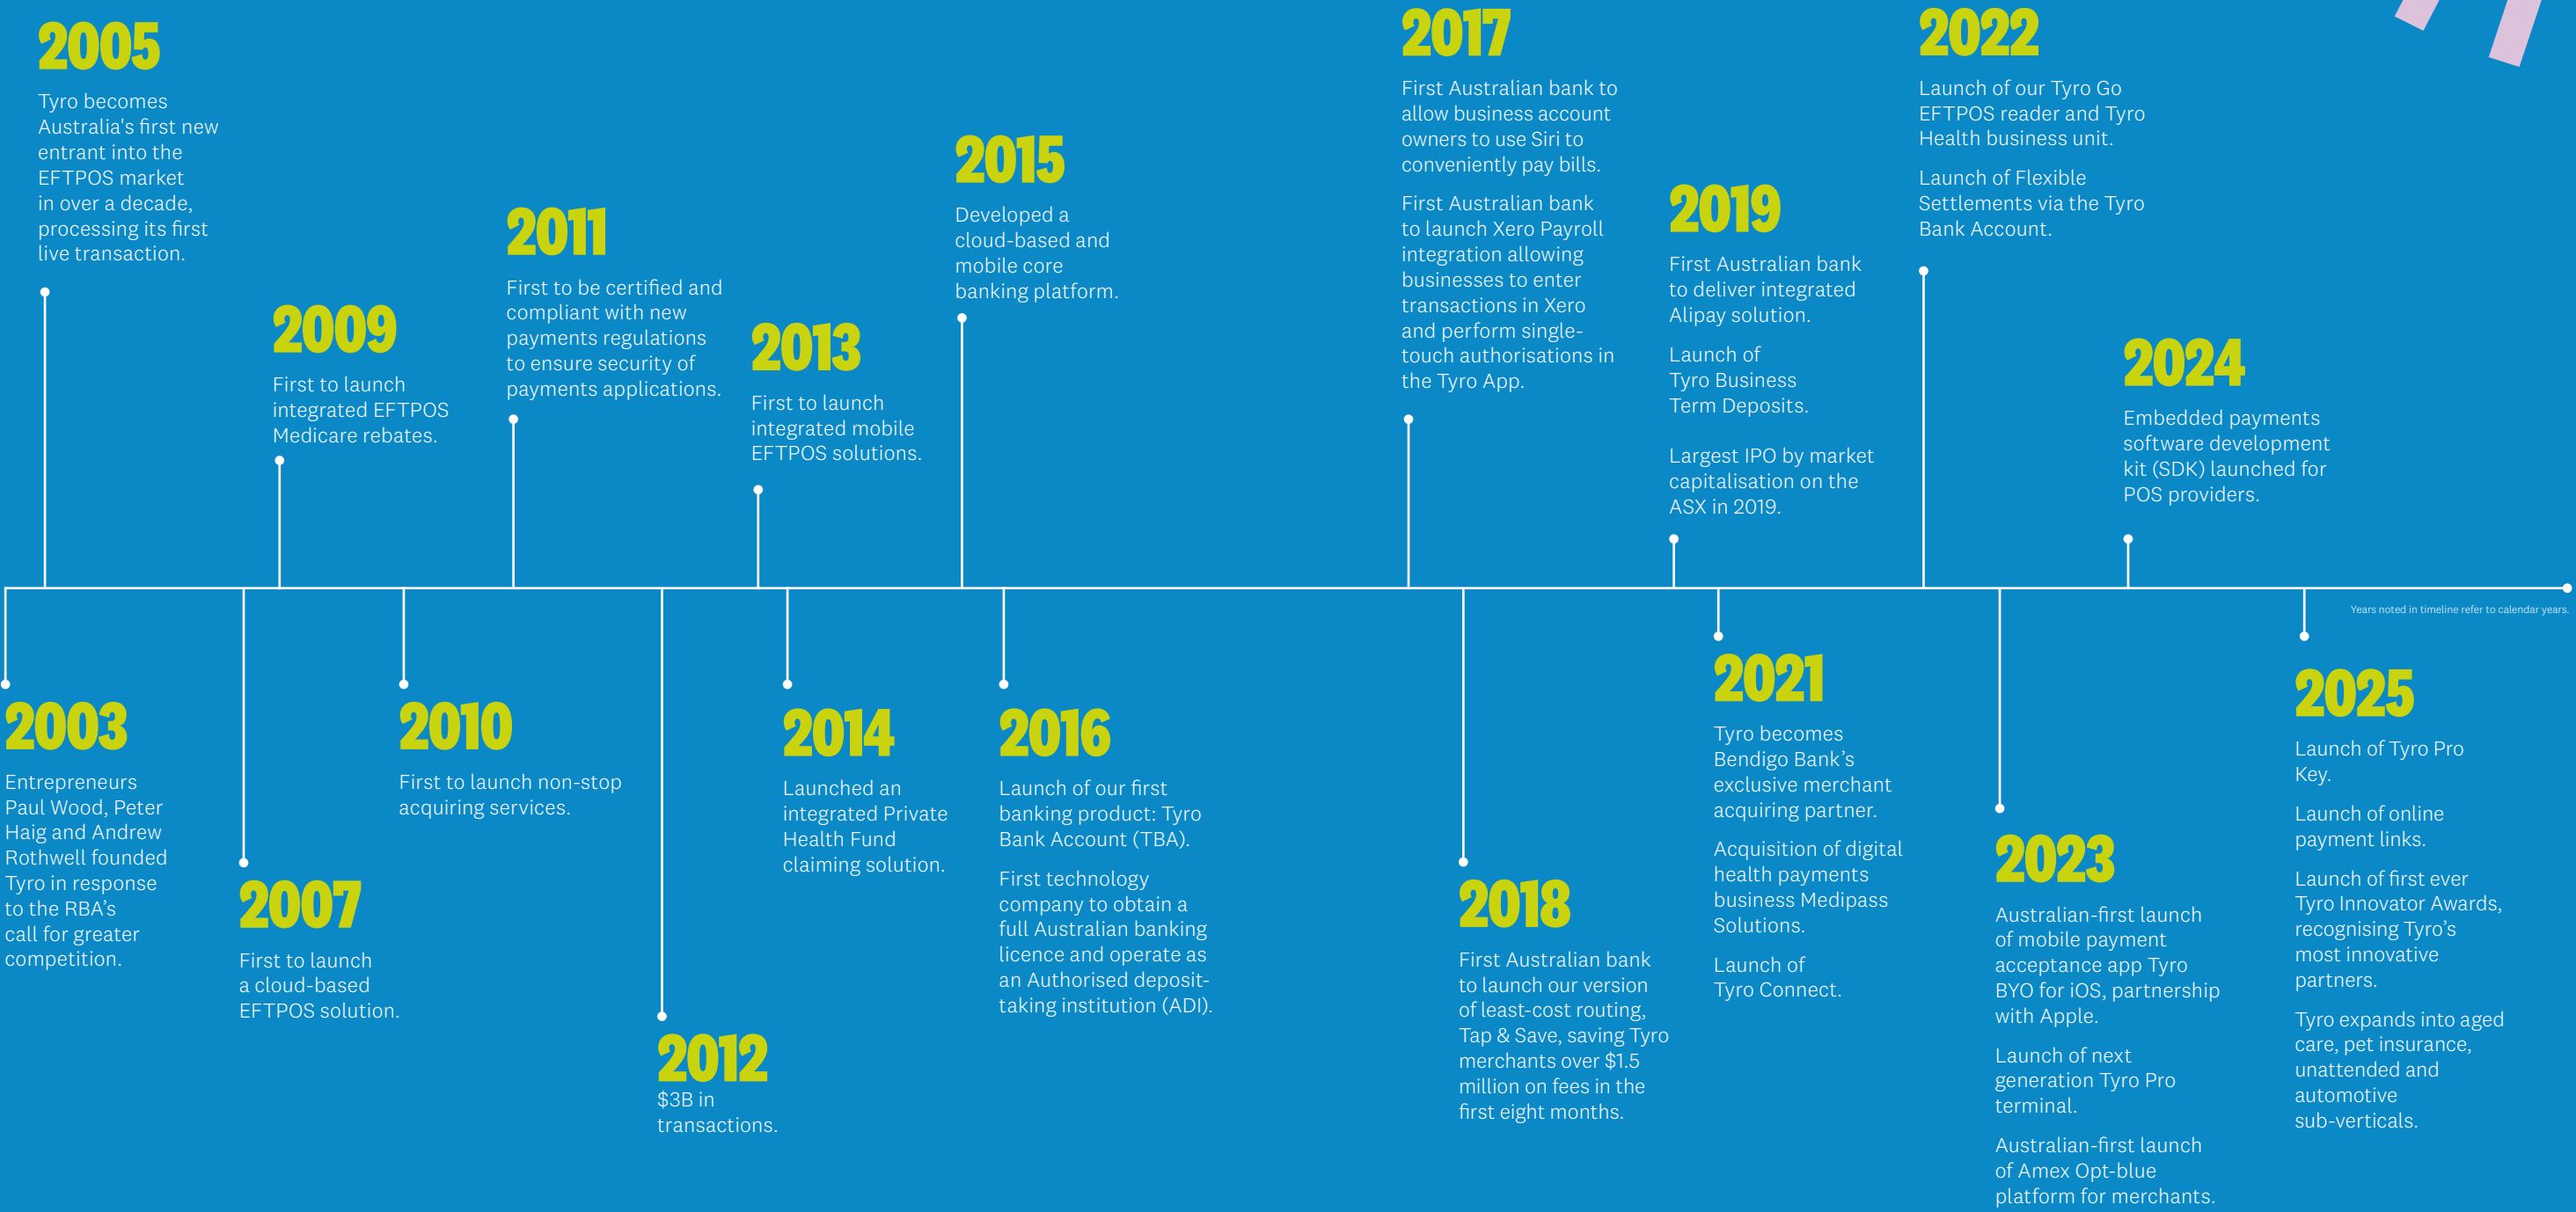 2003
Entrepreneurs
Paul Wood, Peter
Haig and Andrew
Rothwell founded
Tyro in response
to the RBA’s
call for greater
competition.
2005
Tyro becomes
Australia's first new
entrant into the
EFTPOS market
in over a decade,
processing its first
live transaction.
2007
First to launch
a cloud-based
EFTPOS solution.
2009
First to launch
integrated EFTPOS
Medicare rebates.
2010
First to launch non-stop
acquiring services.
2011
First to be certified and
compliant with new
payments regulations
to ensure security of
payments applications.
2012
$3B in
transactions.
2013
First to launch
integrated mobile
EFTPOS solutions.
2014
Launched an
integrated Private
Health Fund
claiming solution.
2015
Developed a
cloud-based and
mobile core
banking platform.
2016
Launch of our first
banking product: Tyro
Bank Account (TBA).
First technology
company to obtain a
full Australian banking
licence and operate as
an Authorised deposit-
taking institution (ADI).
2017
First Australian bank to
allow business account
owners to use Siri to
conveniently pay bills.
First Australian bank
to launch Xero Payroll
integration allowing
businesses to enter
transactions in Xero
and perform single-
touch authorisations in
the Tyro App.
2018
First Australian bank
to launch our version
of least-cost routing,
Tap & Save, saving Tyro
merchants over $1.5
million on fees in the
first eight months.
2019
First Australian bank
to deliver integrated
Alipay solution.
Launch of
Tyro Business
Term Deposits.
Largest IPO by market
capitalisation on the
ASX in 2019.
2021
Tyro becomes
Bendigo Bank’s
exclusive merchant
acquiring partner.
Acquisition of digital
health payments
business Medipass
Solutions.
Launch of
Tyro Connect.
2022
Launch of our Tyro Go
EFTPOS reader and Tyro
Health business unit.
Launch of Flexible
Settlements via the Tyro
Bank Account.
2023
Australian-first launch
of mobile payment
acceptance app Tyro
BYO for iOS, partnership
with Apple.
Launch of next
generation Tyro Pro
terminal.
Australian-first launch
of Amex Opt-blue
platform for merchants.
2024
Embedded payments
software development
kit (SDK) launched for
POS providers.
Years noted in timeline refer to calendar years.
2025
Launch of Tyro Pro
Key.
Launch of online
payment links.
Launch of first ever
Tyro Innovator Awards,
recognising Tyro’s
most innovative
partners.
Tyro expands into aged
care, pet insurance,
unattended and
automotive
sub-verticals.